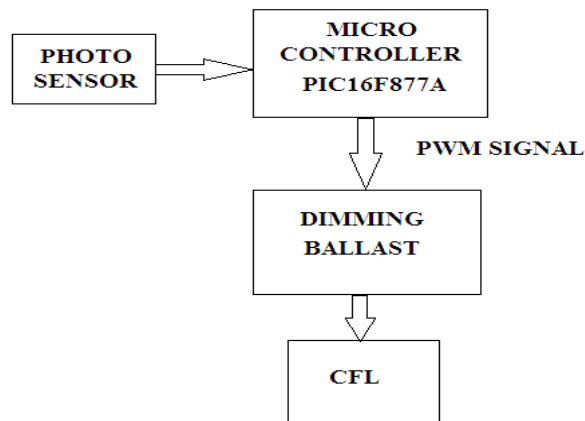 PHOTO
SENSOR
MICRO
CONTROLLER
PIC16F877A
PWM SIGNAL
DIMMING
BALLAST
CFL